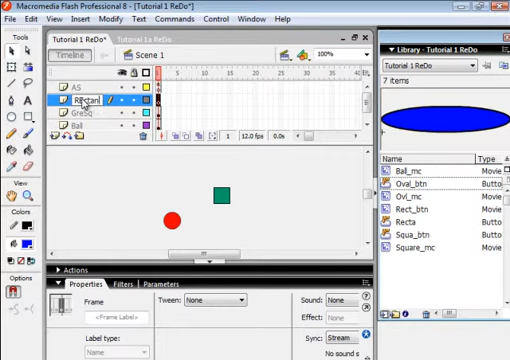 Macromedia Flash Professional 8 - [Tutorial 1 ReDo*]
File Edit View Insert Modify Text Commands Control Window Help
Tools
View
Colors
Options
Tutorial 1 ReDo* Tutorial 1a ReDo
Timeline Scene 1 100%
1 5 10 15 20 25 30 35
AS
Rectan
GreSq
Ball
1 12.0 fps 0.0s
Actions
Properties Filters Parameters
Frame
<Frame Label>
Label type:
Name
Tween: None
Sound: None
Effect: None
Sync: Stream
No sound s
Library - Tutorial 1 ReDo
Tutorial 1 ReDo
7 items
Name Type
Ball_mc Movie
Oval_btn Butto
Ovl_mc Movie
Rect_btn Butto
Recta Movie
Squa_btn Butto
Square_mc Movie